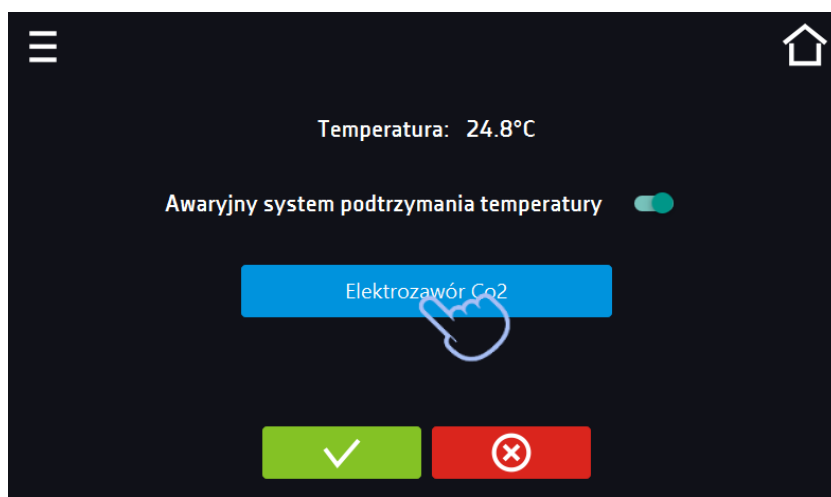 Temperatura: 24.8°C
Awaryjny system podtrzymania temperatury
Elektrozawór Co2